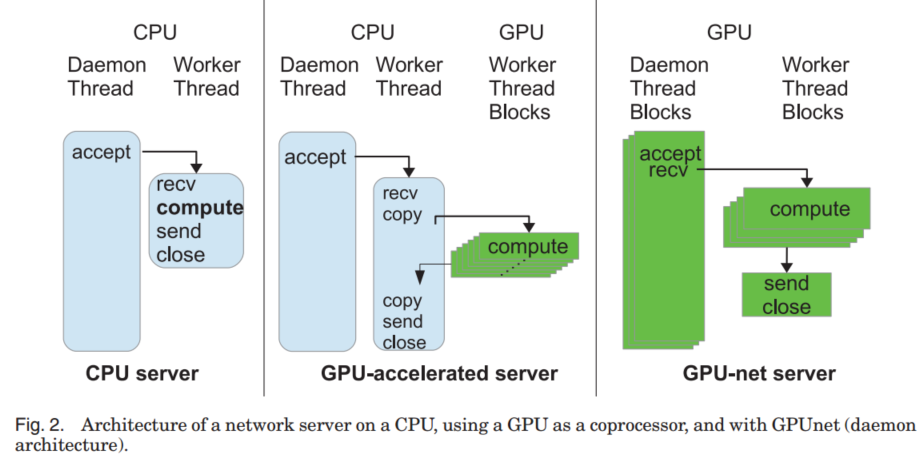 CPU
Daemon Thread
Worker Thread
accept
recv
compute
send
close
CPU server
CPU
GPU
Daemon Thread
Worker Thread
Worker Thread Blocks
accept
recv
copy
compute
copy
send
close
GPU-accelerated server
GPU
Daemon Thread Blocks
Worker Thread Blocks
accept
recv
compute
send
close
GPU-net server
Fig. 2. Architecture of a network server on a CPU, using a GPU as a coprocessor, and with GPUnet (daemon
architecture).